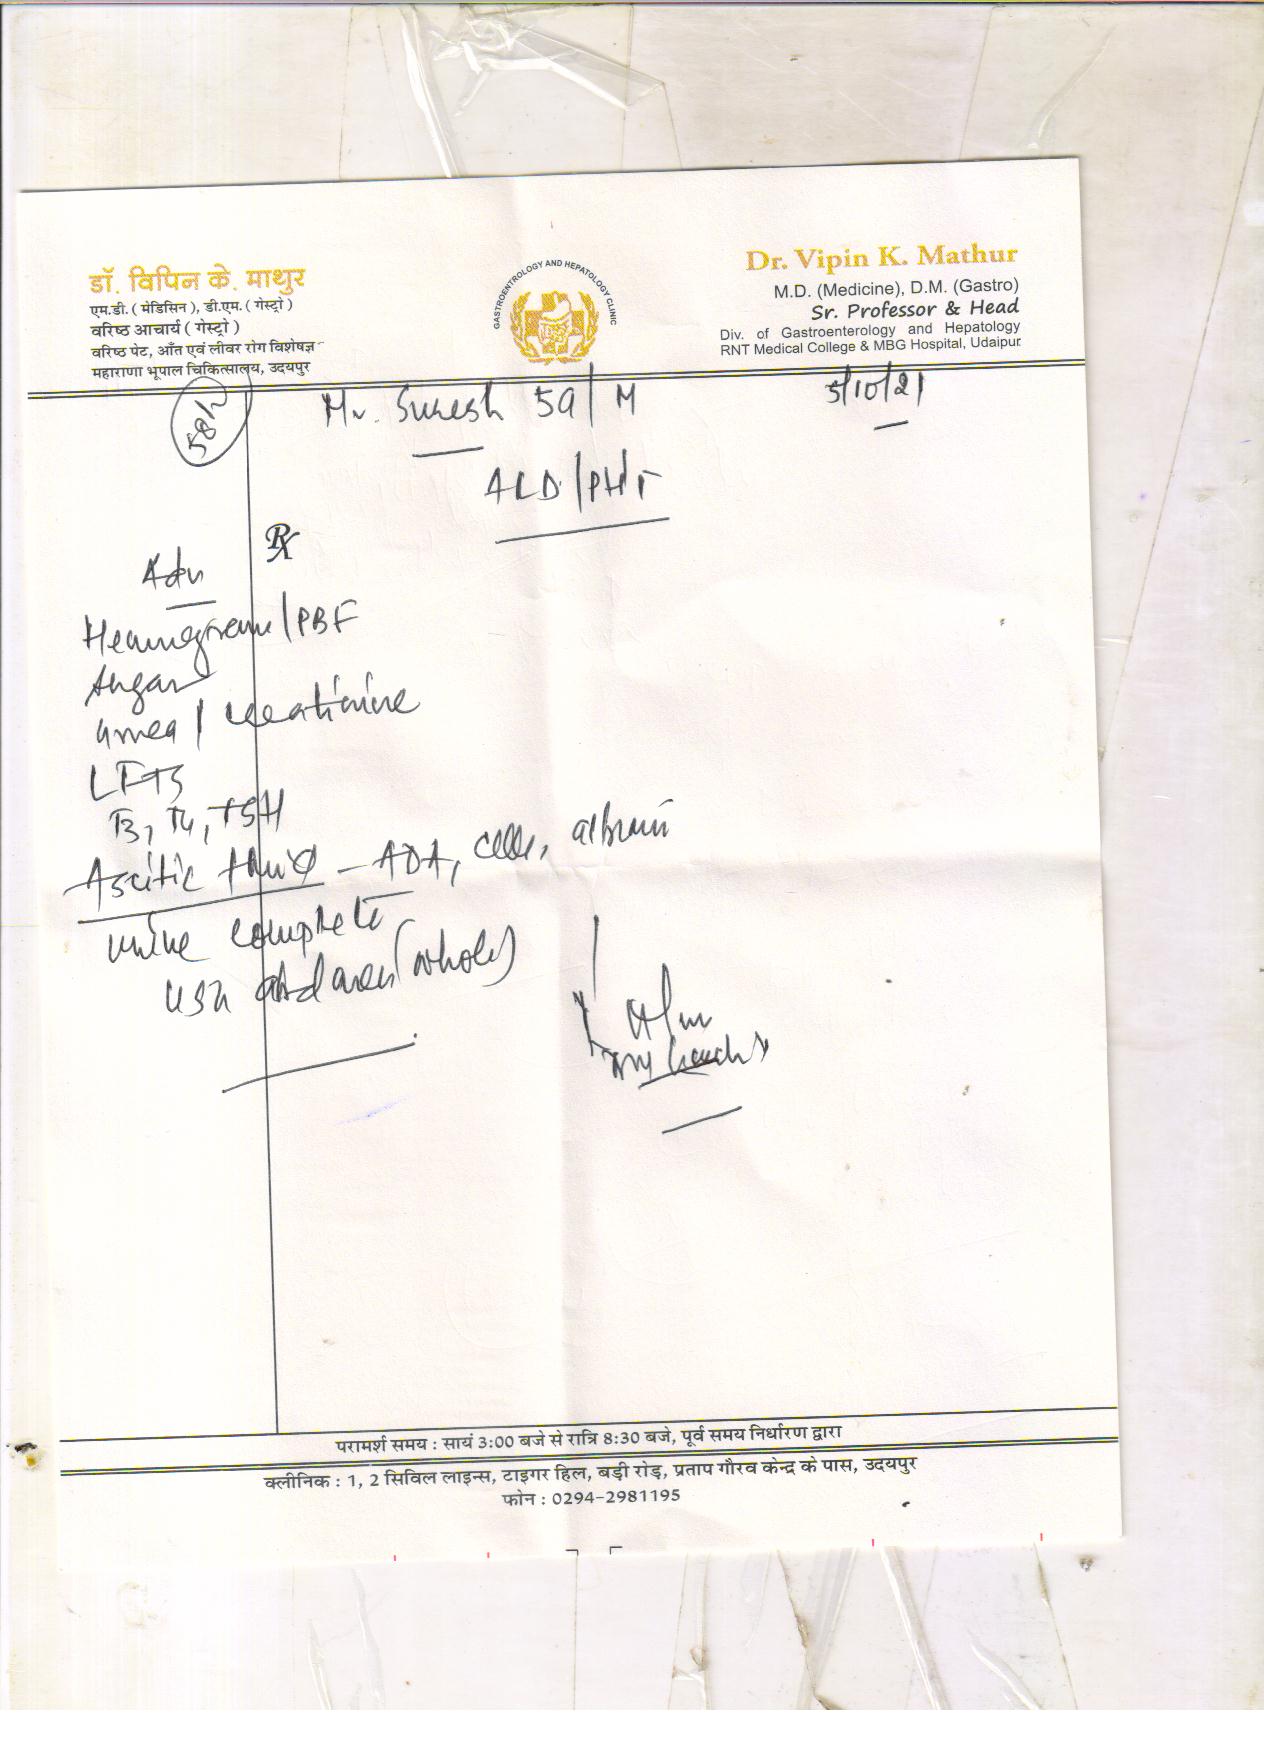 डॉ. विपिन के. माथुर
एम.डी. ( मेडिसिन ), डी.एम. ( गेस्ट्रो )
वरिष्ठ आचार्य ( गेस्ट्रो )
वरिष्ठ पेट, आँत एवं लीवर रोग विशेषज्ञ
महाराणा भूपाल चिकित्सालय, उदयपुर
GASTROENTROLOGY AND HEPATOLOGY CLINIC
Dr. Vipin K. Mathur
M.D. (Medicine), D.M. (Gastro)
Sr. Professor & Head
Div. of Gastroenterology and Hepatology
RNT Medical College & MBG Hospital, Udaipur
Mr. Suresh 59/M
5/10/21
ALD/PHT
Rx
Adv
Heamogram/PBF
Sugar
urea/creatinine
LFTS
T3, T4, TSH
Ascitic fluid - ADA, cells, albumin
urine complete
USG abdomen (whole)
परामर्श समय : सायं 3:00 बजे से रात्रि 8:30 बजे, पूर्व समय निर्धारण द्वारा
क्लीनिक : 1, 2 सिविल लाइन्स, टाइगर हिल, बड़ी रोड़, प्रताप गौरव केन्द्र के पास, उदयपुर
फोन : 0294-2981195